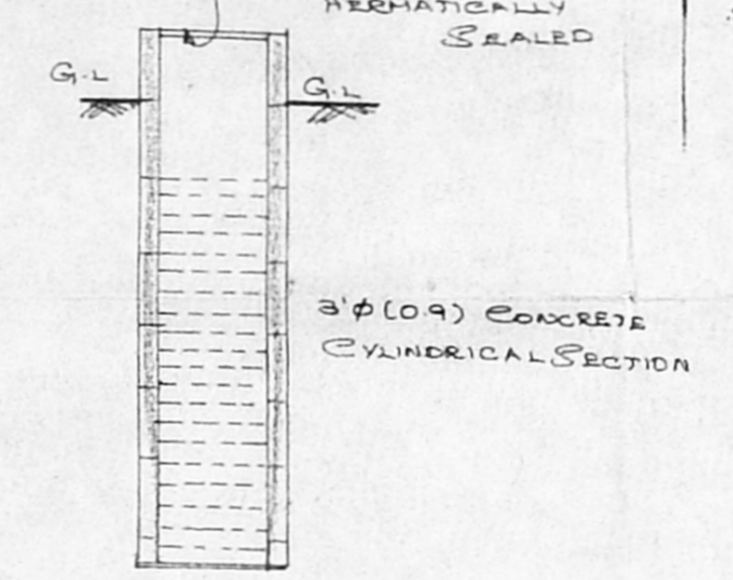 HERMATICALLY
SEALED
G.L
G.L
3'φ (0.9) CONCRETE
CYLINDRICAL SECTION